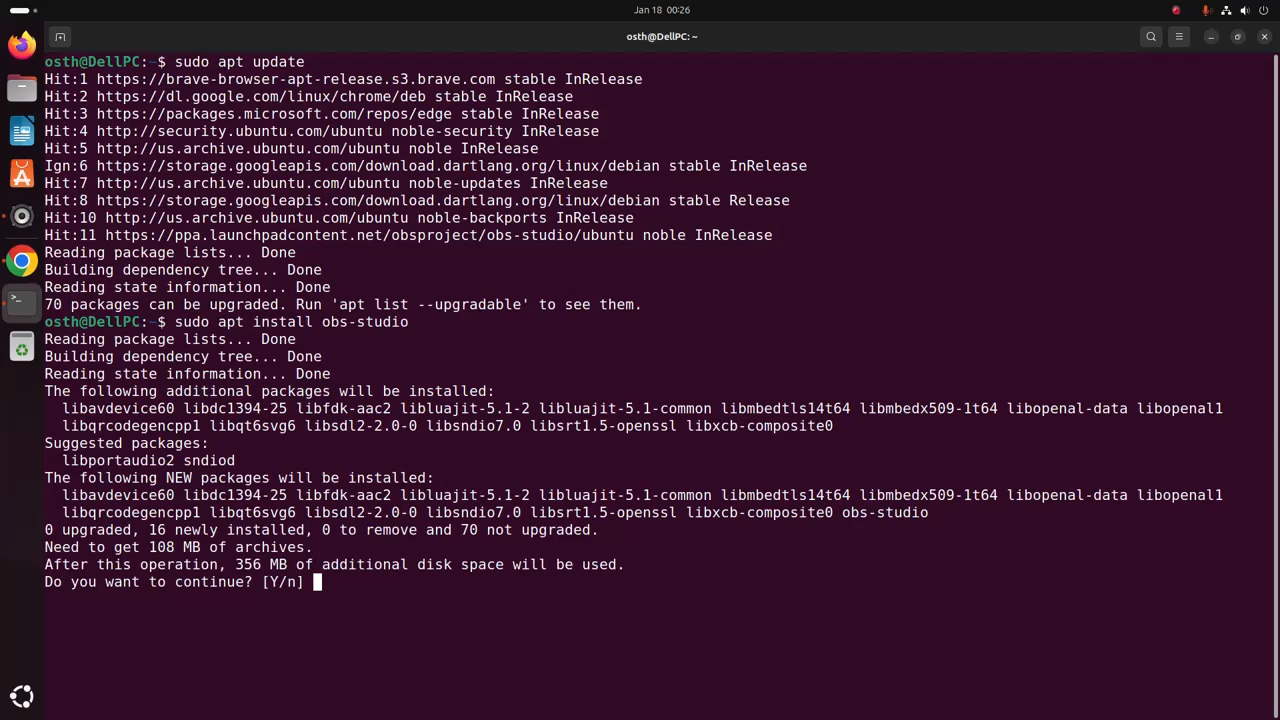 Jan 18 00:26
osth@DellPC: ~
osth@DellPC:~$ sudo apt update
Hit:1 https://brave-browser-apt-release.s3.brave.com stable InRelease
Hit:2 https://dl.google.com/linux/chrome/deb stable InRelease
Hit:3 https://packages.microsoft.com/repos/edge stable InRelease
Hit:4 http://security.ubuntu.com/ubuntu noble-security InRelease
Hit:5 http://us.archive.ubuntu.com/ubuntu noble InRelease
Ign:6 https://storage.googleapis.com/download.dartlang.org/linux/debian stable InRelease
Hit:7 http://us.archive.ubuntu.com/ubuntu noble-updates InRelease
Hit:8 https://storage.googleapis.com/download.dartlang.org/linux/debian stable Release
Hit:10 http://us.archive.ubuntu.com/ubuntu noble-backports InRelease
Hit:11 https://ppa.launchpadcontent.net/obsproject/obs-studio/ubuntu noble InRelease
Reading package lists... Done
Building dependency tree... Done
Reading state information... Done
70 packages can be upgraded. Run 'apt list --upgradable' to see them.
osth@DellPC:~$ sudo apt install obs-studio
Reading package lists... Done
Building dependency tree... Done
Reading state information... Done
The following additional packages will be installed:
  libavdevice60 libdc1394-25 libfdk-aac2 libluajit-5.1-2 libluajit-5.1-common libmbedtls14t64 libmbedx509-1t64 libopenal-data libopenal1
  libqrcodegencpp1 libqt6svg6 libsdl2-2.0-0 libsndio7.0 libsrt1.5-openssl libxcb-composite0
Suggested packages:
  libportaudio2 sndiod
The following NEW packages will be installed:
  libavdevice60 libdc1394-25 libfdk-aac2 libluajit-5.1-2 libluajit-5.1-common libmbedtls14t64 libmbedx509-1t64 libopenal-data libopenal1
  libqrcodegencpp1 libqt6svg6 libsdl2-2.0-0 libsndio7.0 libsrt1.5-openssl libxcb-composite0 obs-studio
0 upgraded, 16 newly installed, 0 to remove and 70 not upgraded.
Need to get 108 MB of archives.
After this operation, 356 MB of additional disk space will be used.
Do you want to continue? [Y/n]